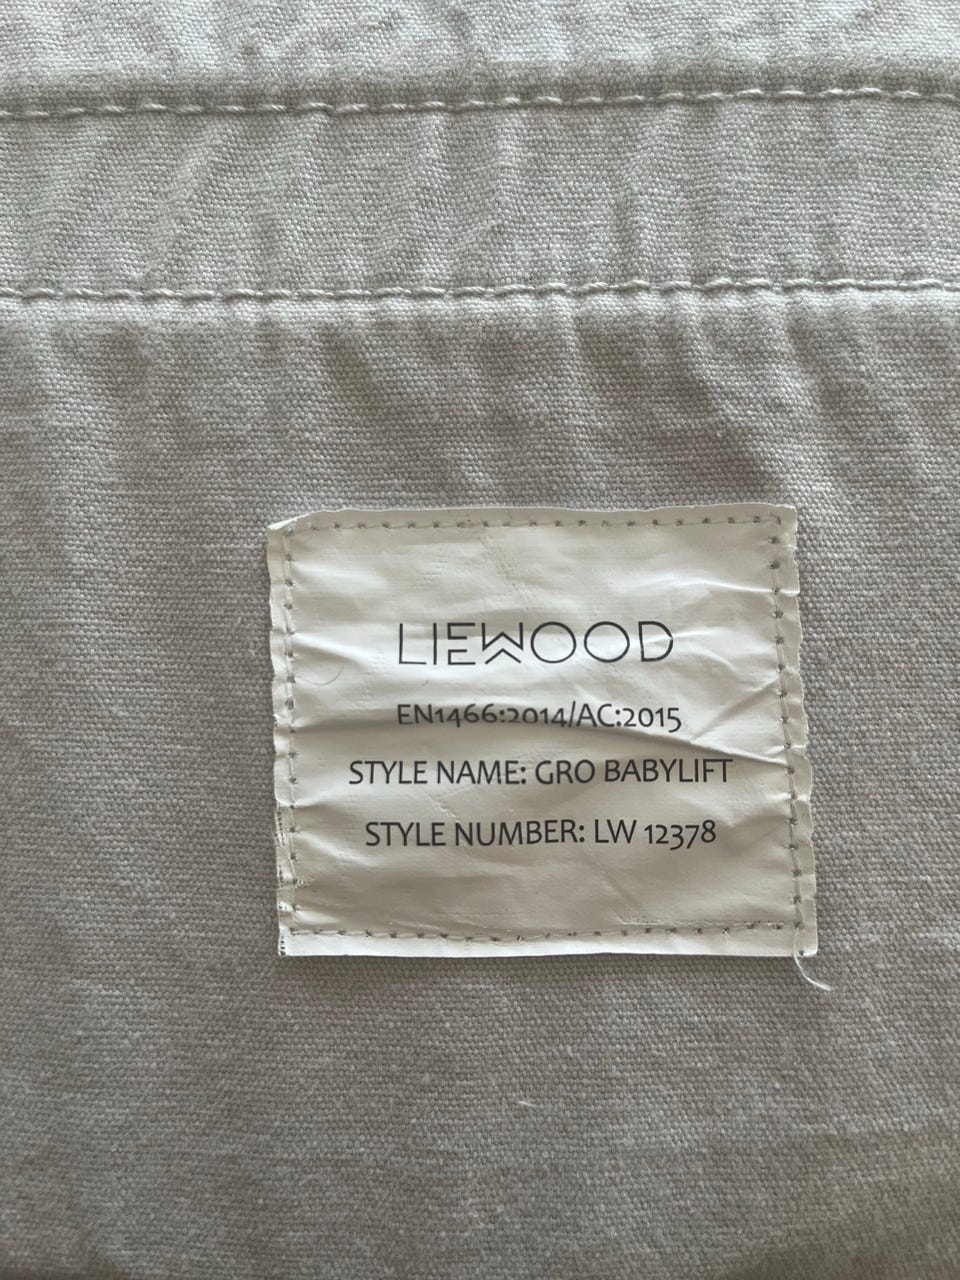 LIEWOOD
EN1466:2014/AC:2015
STYLE NAME: GRO BABYLIFT
STYLE NUMBER: LW 12378